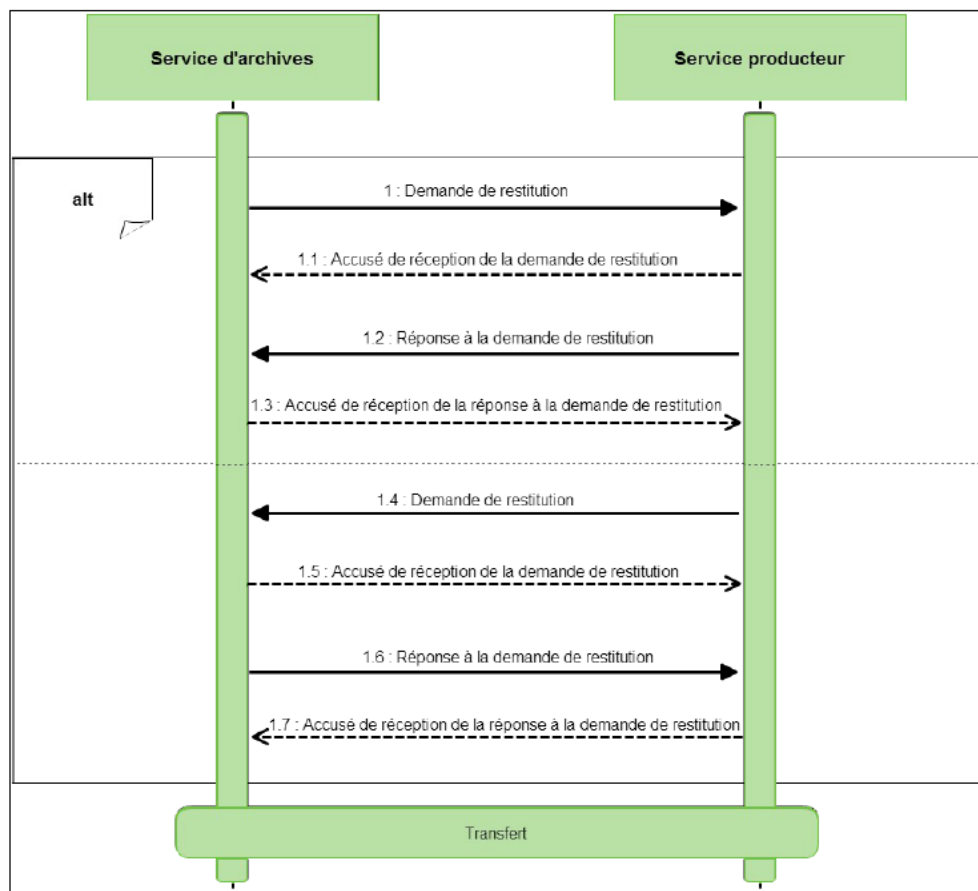 Service d'archives
Service producteur
alt
1 : Demande de restitution
1.1 : Accusé de réception de la demande de restitution
1.2 : Réponse à la demande de restitution
1.3 : Accusé de réception de la réponse à la demande de restitution
1.4 : Demande de restitution
1.5 : Accusé de réception de la demande de restitution
1.6 : Réponse à la demande de restitution
1.7 : Accusé de réception de la réponse à la demande de restitution
Transfert